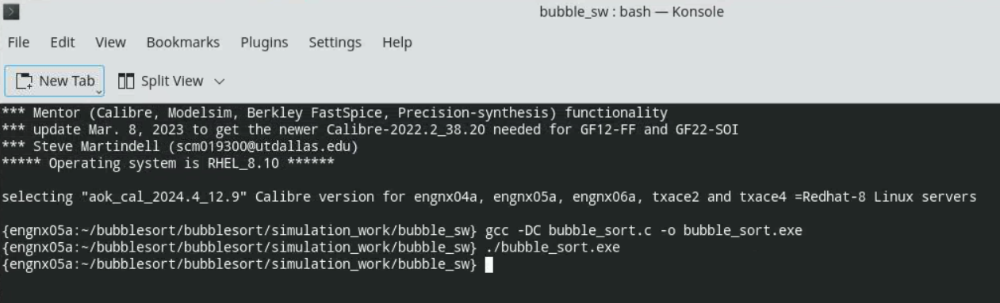 bubble_sw : bash — Konsole
File Edit View Bookmarks Plugins Settings Help
New Tab Split View
*** Mentor (Calibre, Modelsim, Berkley FastSpice, Precision-synthesis) functionality
*** update Mar. 8, 2023 to get the newer Calibre-2022.2_38.20 needed for GF12-FF and GF22-SOI
*** Steve Martindell (scm019300@utdallas.edu)
***** Operating system is RHEL_8.10 ******
selecting "aok_cal_2024.4_12.9" Calibre version for engnx04a, engnx05a, engnx06a, txace2 and txace4 =Redhat-8 Linux servers
{engnx05a:~/bubblesort/bubblesort/simulation_work/bubble_sw} gcc -DC bubble_sort.c -o bubble_sort.exe
{engnx05a:~/bubblesort/bubblesort/simulation_work/bubble_sw} ./bubble_sort.exe
{engnx05a:~/bubblesort/bubblesort/simulation_work/bubble_sw}